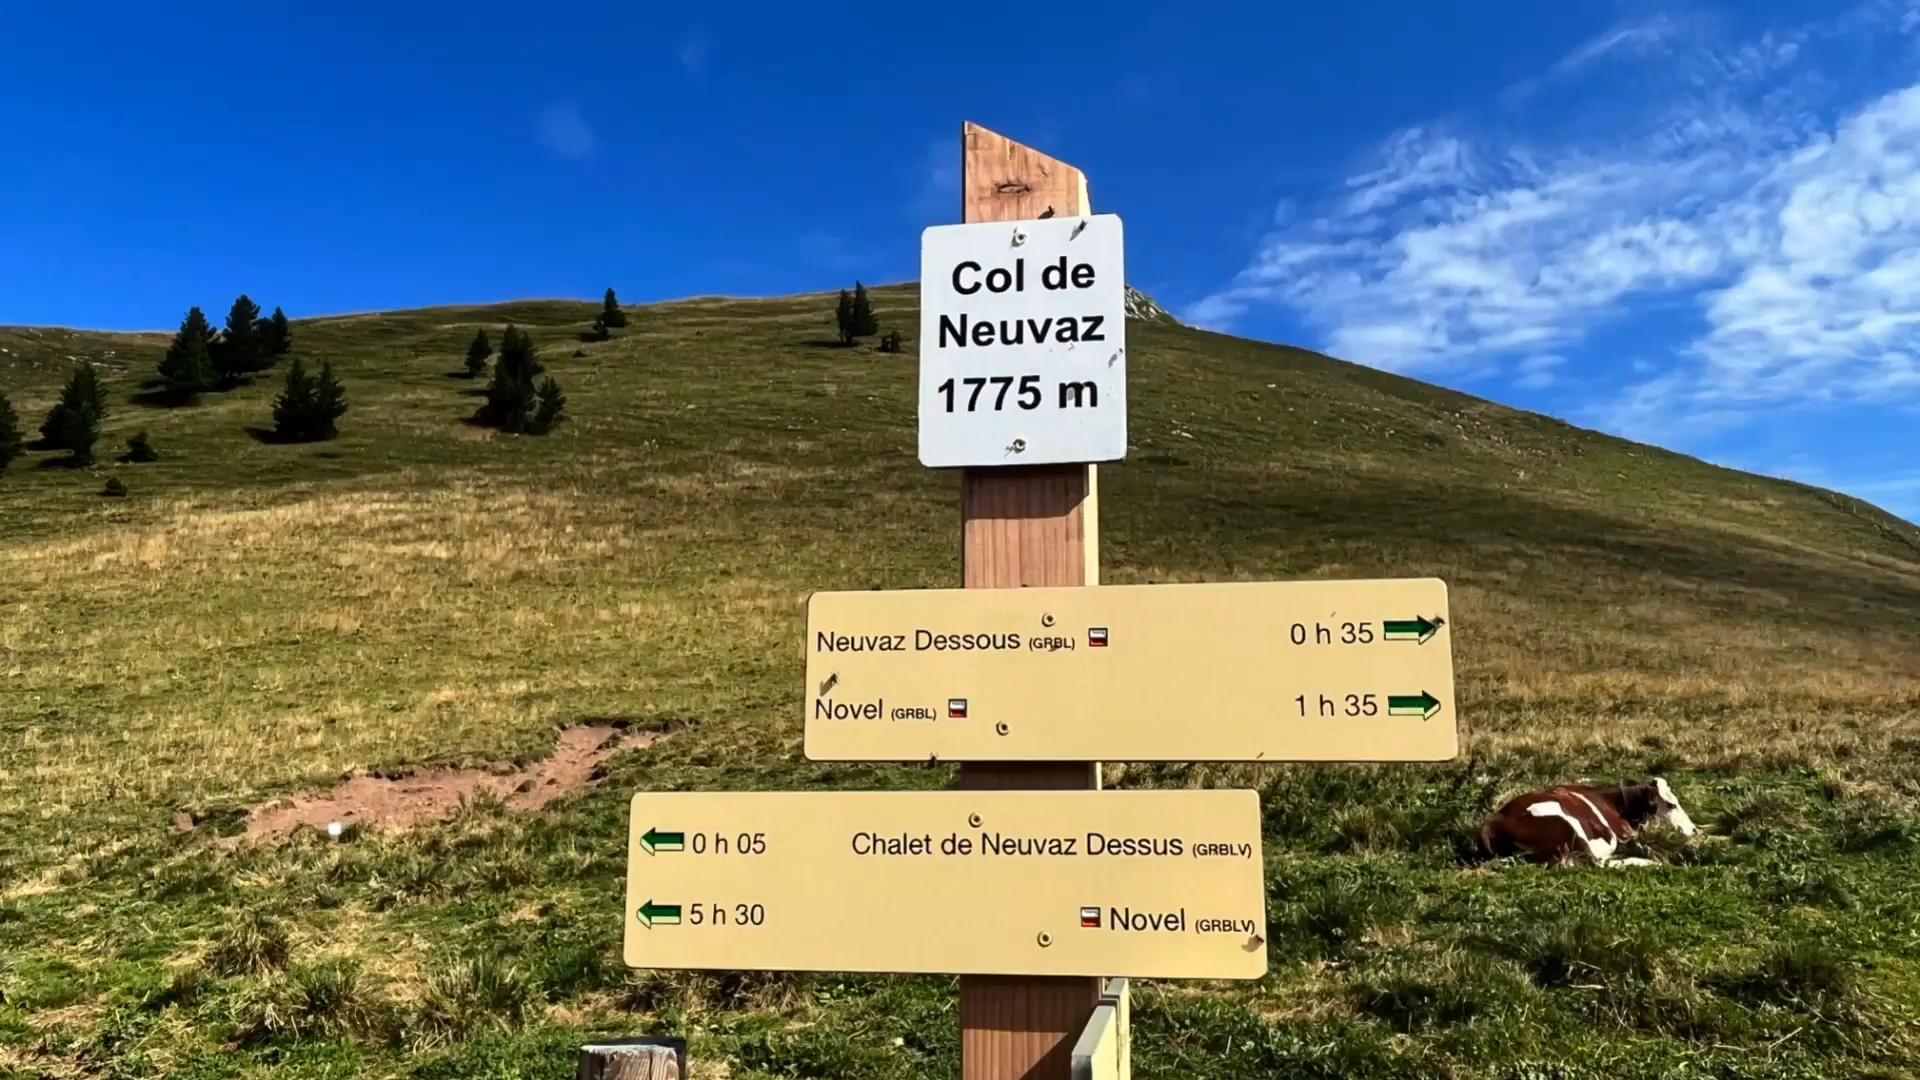 Col de
Neuvaz
1775 m
Neuvaz Dessous (GRBL) 0 h 35
Novel (GRBL) 1 h 35
0 h 05 Chalet de Neuvaz Dessus (GRBLV)
5 h 30 Novel (GRBLV)